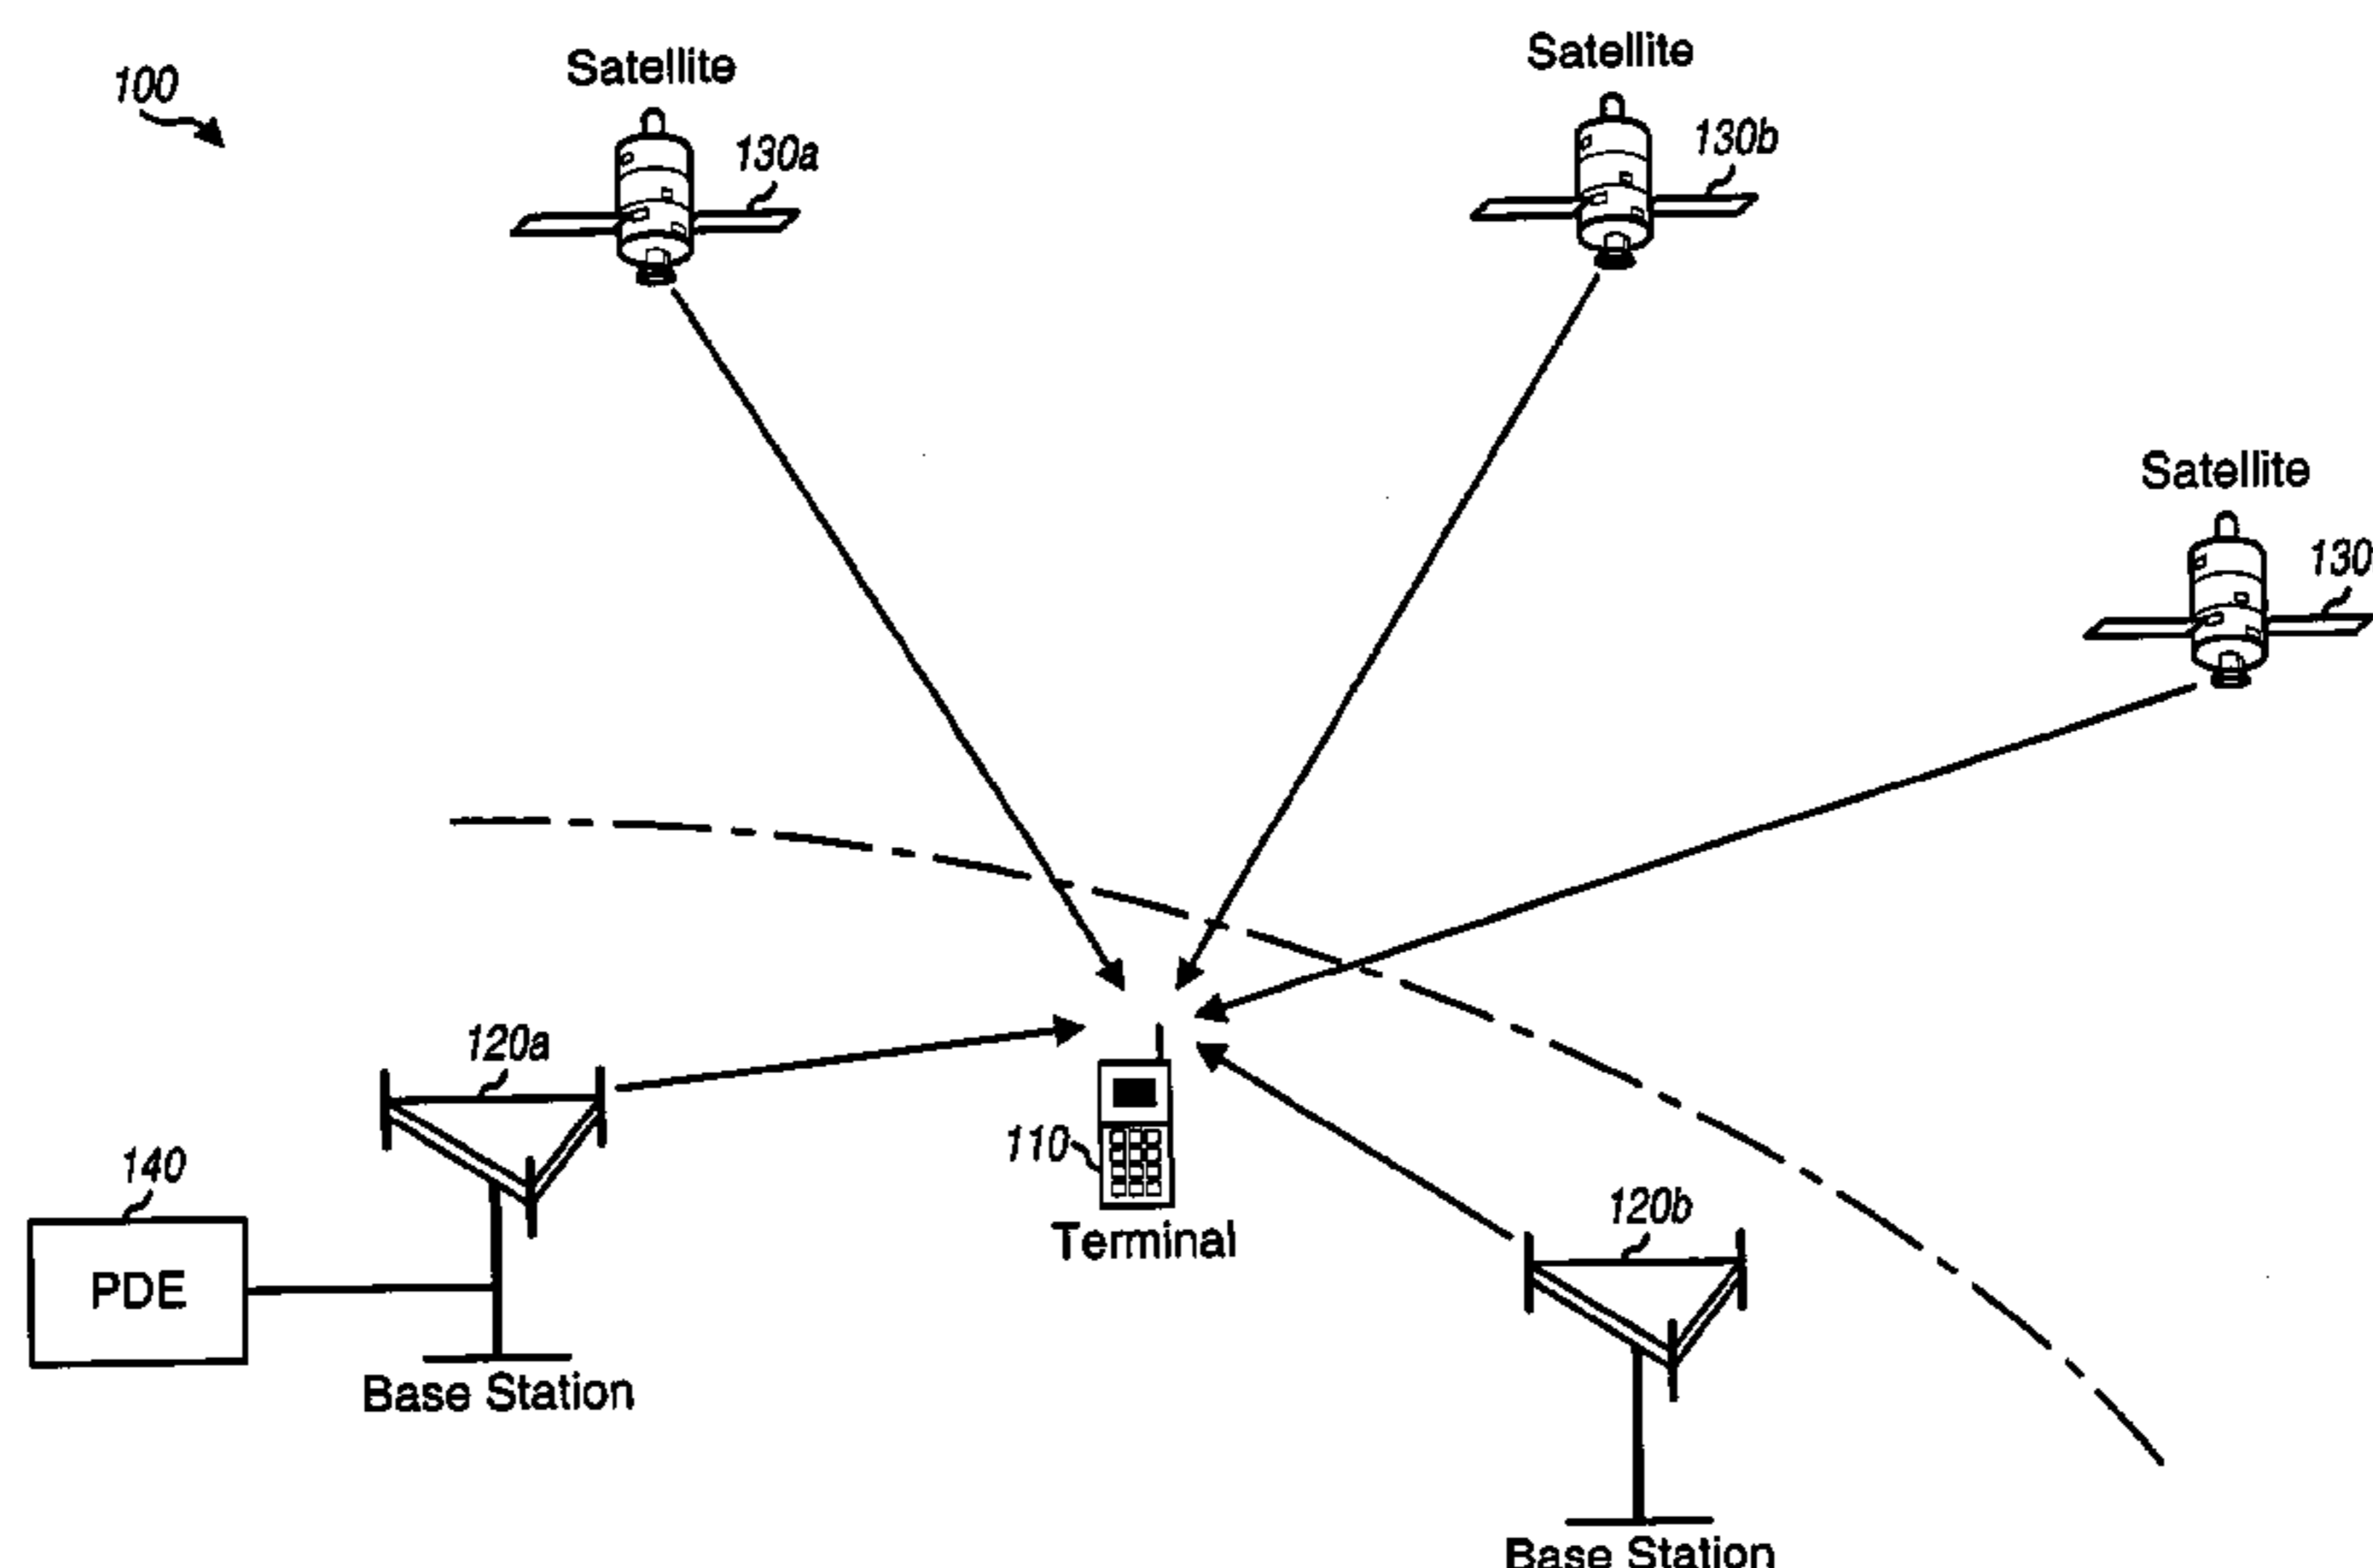 100
Satellite
130a
Satellite
130b
Satellite
130
120a
140
PDE
Base Station
110
Terminal
120b
Base Station